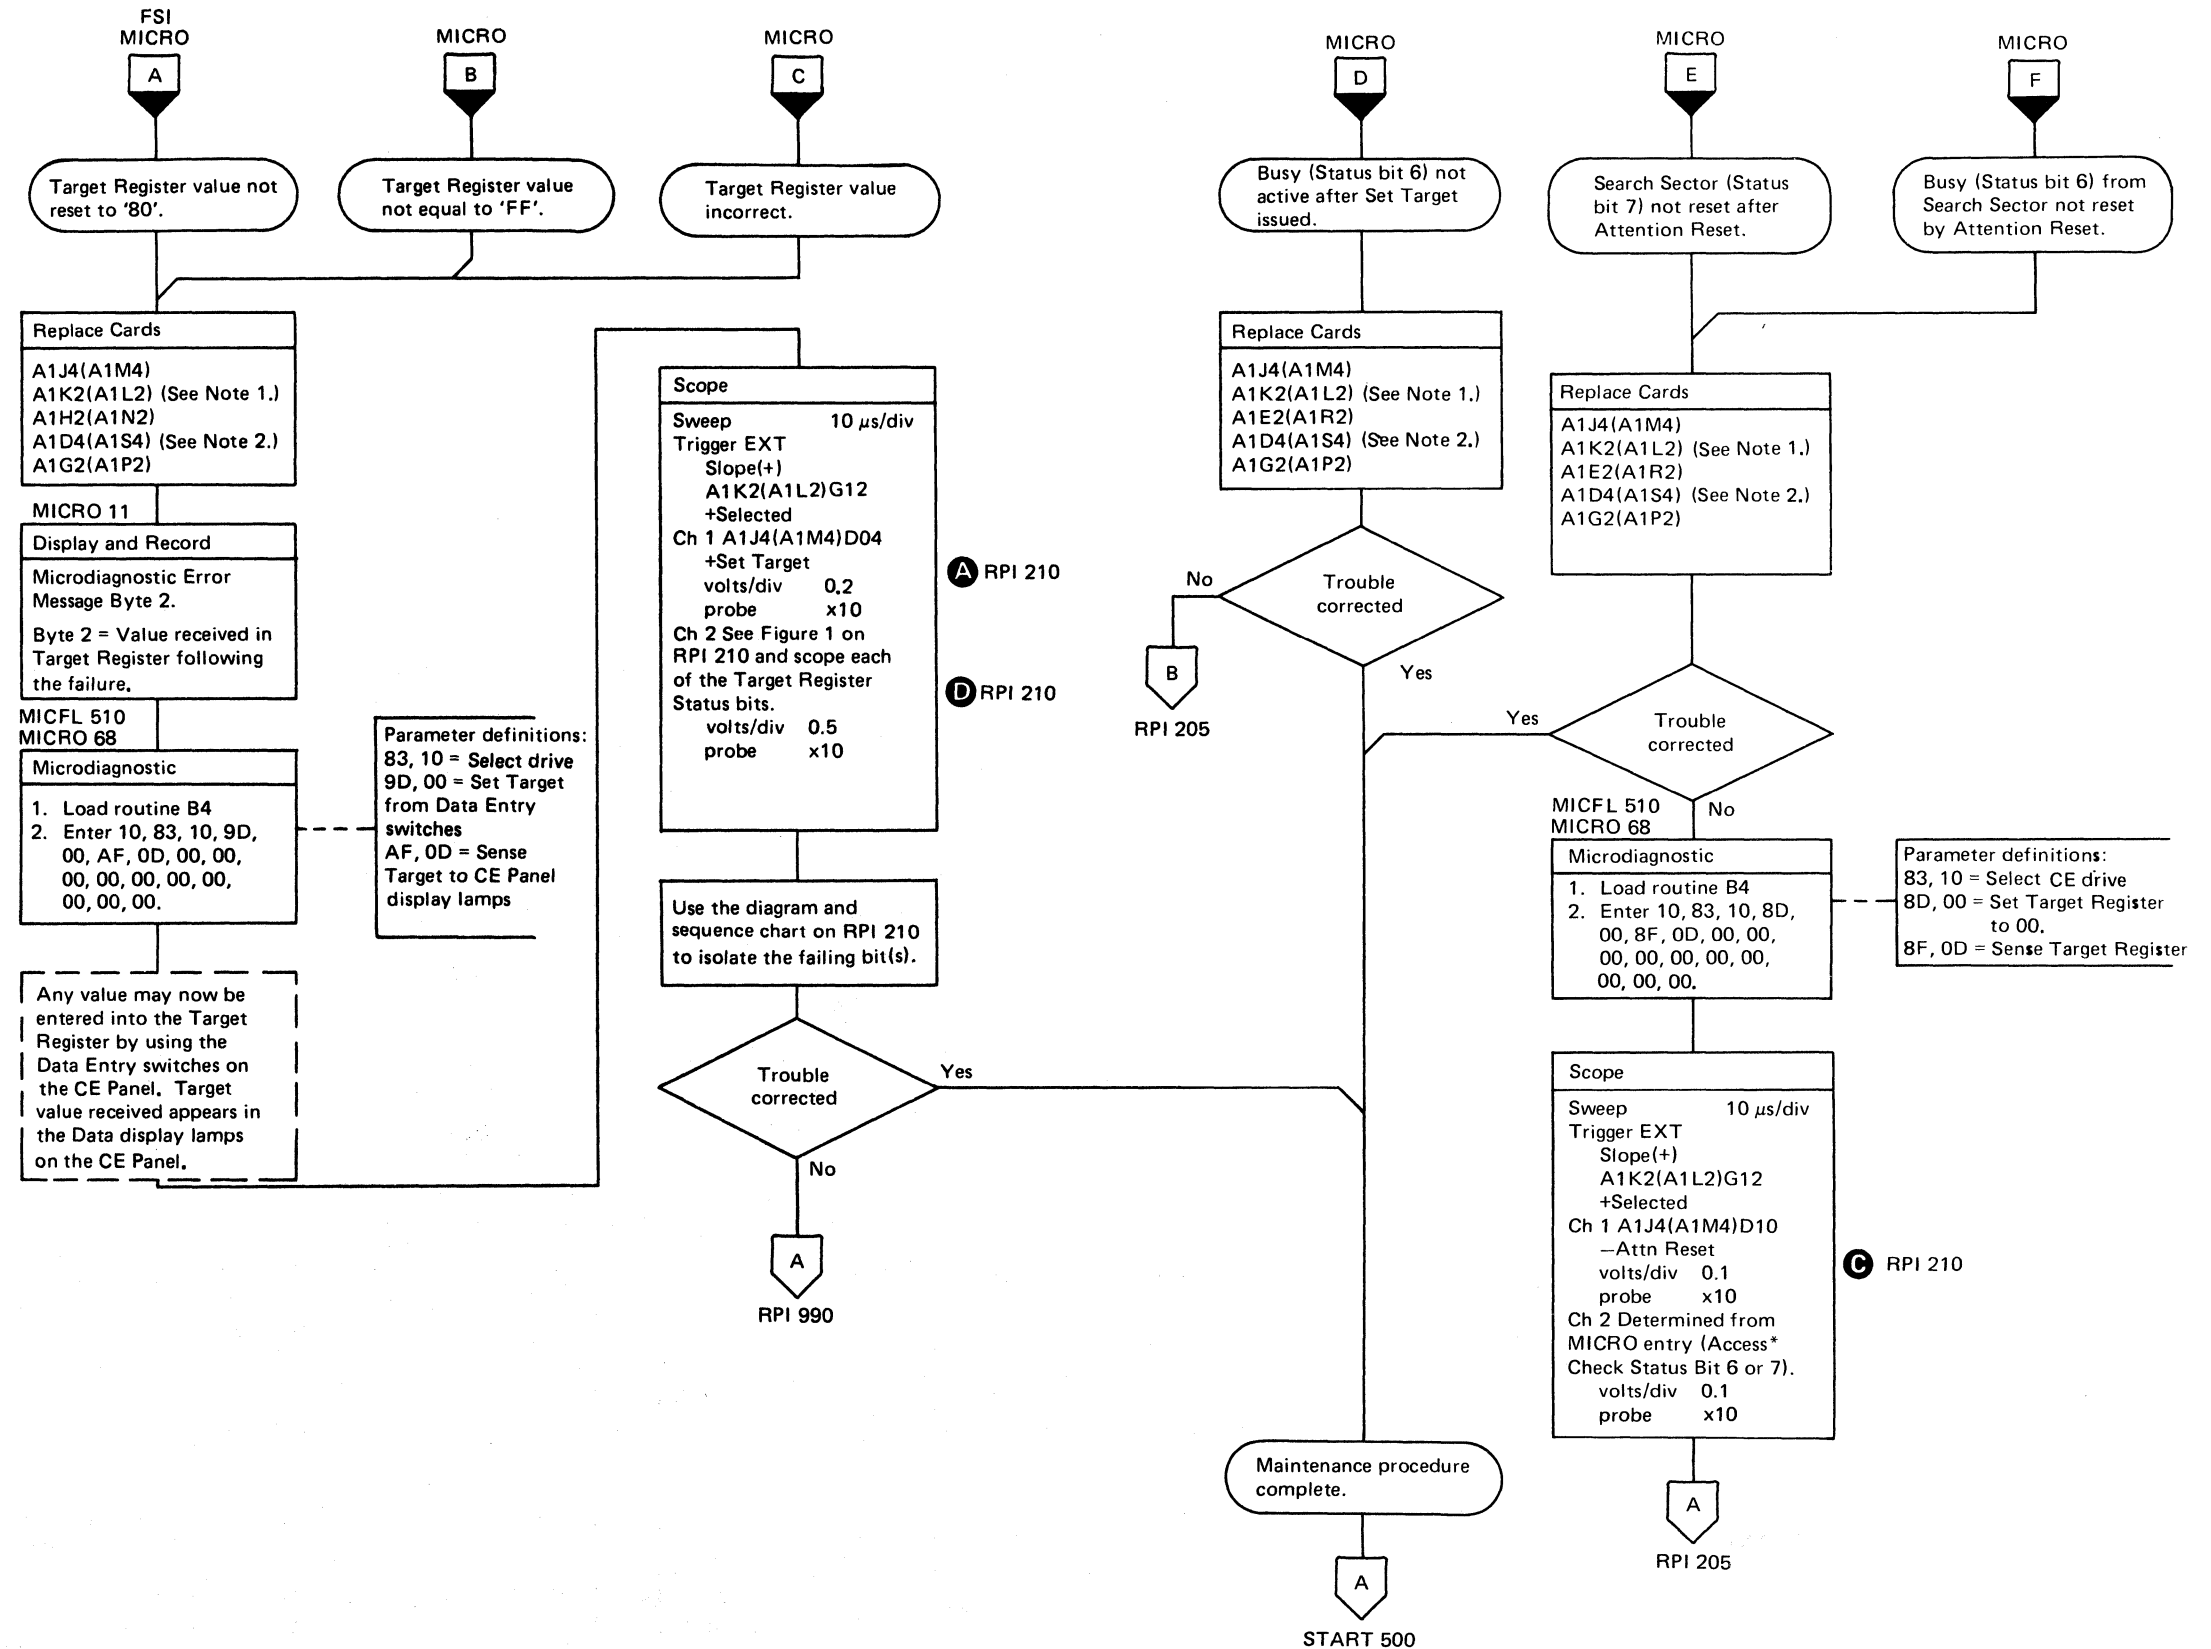 FSI
MICRO
A
Target Register value not
reset to '80'.
MICRO
B
Target Register value
not equal to 'FF'.
MICRO
C
Target Register value
incorrect.
Replace Cards
A1J4(A1M4)
A1K2(A1L2) (See Note 1.)
A1H2(A1N2)
A1D4(A1S4) (See Note 2.)
A1G2(A1P2)
MICRO 11
Display and Record
Microdiagnostic Error
Message Byte 2.
Byte 2 = Value received in
Target Register following
the failure.
MICFL 510
MICRO 68
Microdiagnostic
1. Load routine B4
2. Enter 10, 83, 10, 9D,
00, AF, 0D, 00, 00,
00, 00, 00, 00, 00,
00, 00, 00.
Parameter definitions:
83, 10 = Select drive
9D, 00 = Set Target
from Data Entry
switches
AF, 0D = Sense
Target to CE Panel
display lamps
Any value may now be
entered into the Target
Register by using the
Data Entry switches on
the CE Panel. Target
value received appears in
the Data display lamps
on the CE Panel.
Scope
Sweep 10 μs/div
Trigger EXT
Slope(+)
A1K2(A1L2)G12
+Selected
Ch 1 A1J4(A1M4)D04
+Set Target
volts/div 0.2
probe x10
Ch 2 See Figure 1 on
RPI 210 and scope each
of the Target Register
Status bits.
volts/div 0.5
probe x10
A RPI 210
D RPI 210
Use the diagram and
sequence chart on RPI 210
to isolate the failing bit(s).
Trouble
corrected
Yes
No
A
RPI 990
MICRO
D
Busy (Status bit 6) not
active after Set Target
issued.
Replace Cards
A1J4(A1M4)
A1K2(A1L2) (See Note 1.)
A1E2(A1R2)
A1D4(A1S4) (See Note 2.)
A1G2(A1P2)
Trouble
corrected
No
B
RPI 205
Yes
Maintenance procedure
complete.
A
START 500
MICRO
E
Search Sector (Status
bit 7) not reset after
Attention Reset.
MICRO
F
Busy (Status bit 6) from
Search Sector not reset
by Attention Reset.
Replace Cards
A1J4(A1M4)
A1K2(A1L2) (See Note 1.)
A1E2(A1R2)
A1D4(A1S4) (See Note 2.)
A1G2(A1P2)
Trouble
corrected
Yes
No
MICFL 510
MICRO 68
Microdiagnostic
1. Load routine B4
2. Enter 10, 83, 10, 8D,
00, 8F, 0D, 00, 00,
00, 00, 00, 00, 00,
00, 00, 00.
Parameter definitions:
83, 10 = Select CE drive
8D, 00 = Set Target Register
to 00.
8F, 0D = Sense Target Register
Scope
Sweep 10 μs/div
Trigger EXT
Slope(+)
A1K2(A1L2)G12
+Selected
Ch 1 A1J4(A1M4)D10
—Attn Reset
volts/div 0.1
probe x10
Ch 2 Determined from
MICRO entry (Access*
Check Status Bit 6 or 7).
volts/div 0.1
probe x10
C RPI 210
A
RPI 205